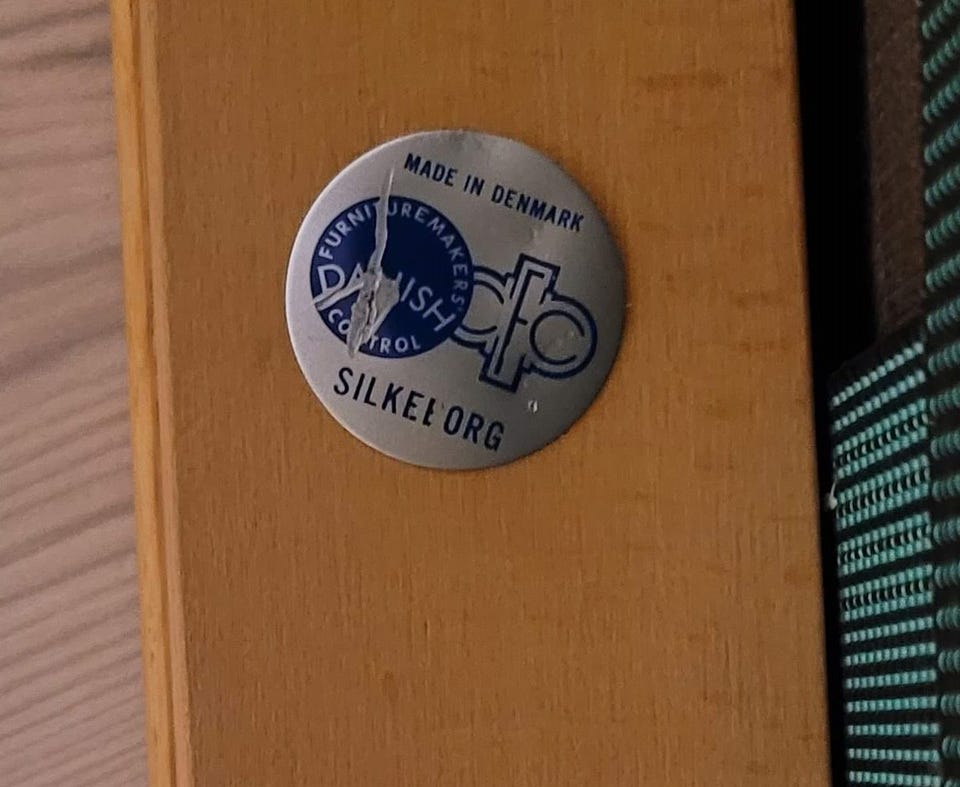 MADE IN DENMARK
FURNITUREMAKERS'
DANISH
CONTROL
dfc
SILKEBORG